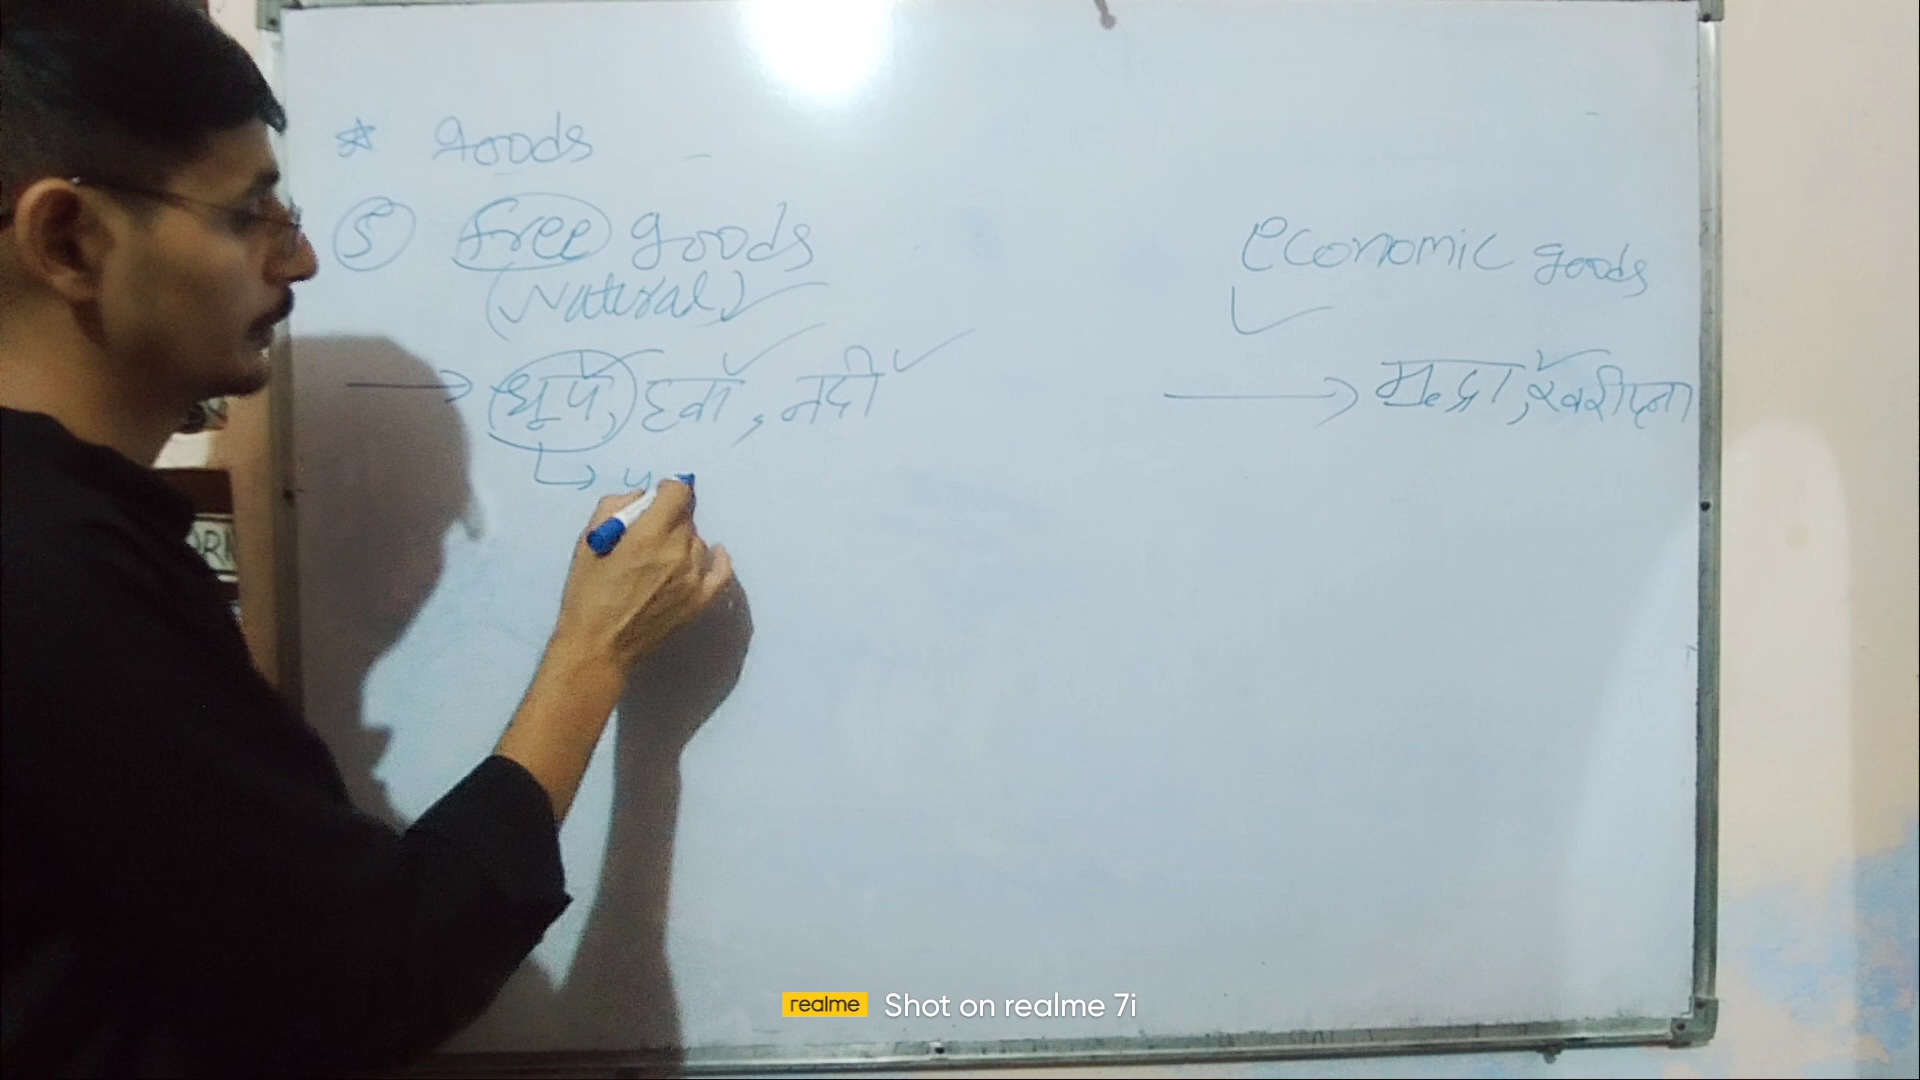 ☆ Goods
5 free goods
(Natural)
→ धूप, हवा, नदी
economic goods
→ मुद्रा, खरीदना
realme Shot on realme 7i